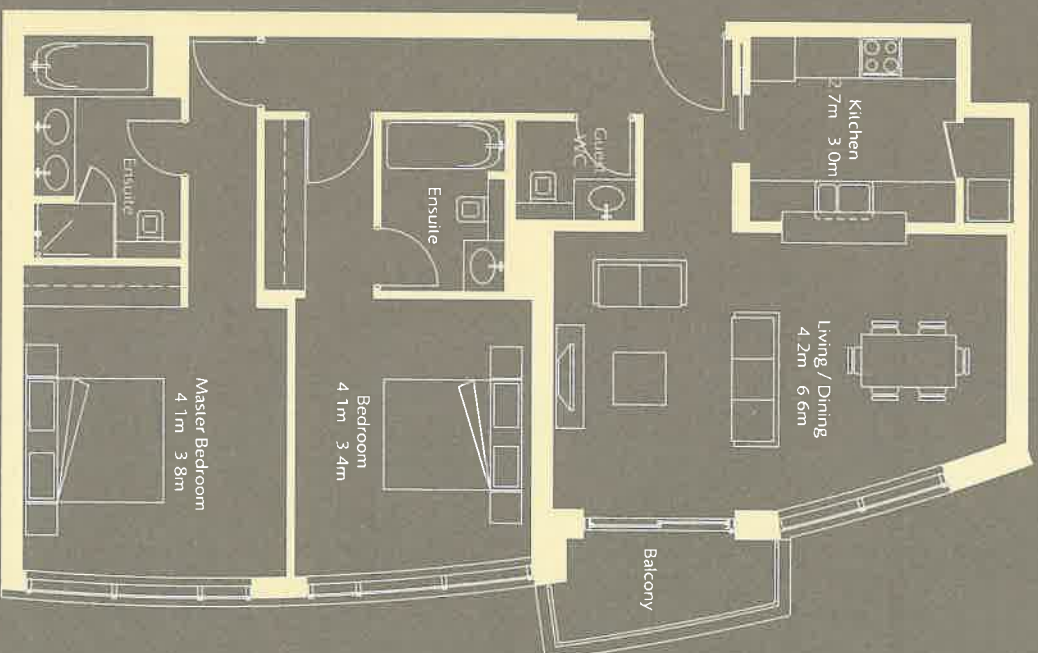 Kitchen
2.7m 3.0m
Guest
WC
Ensuite
Ensuite
Living / Dining
4.2m 6.6m
Bedroom
4.1m 3.4m
Master Bedroom
4.1m 3.8m
Balcony